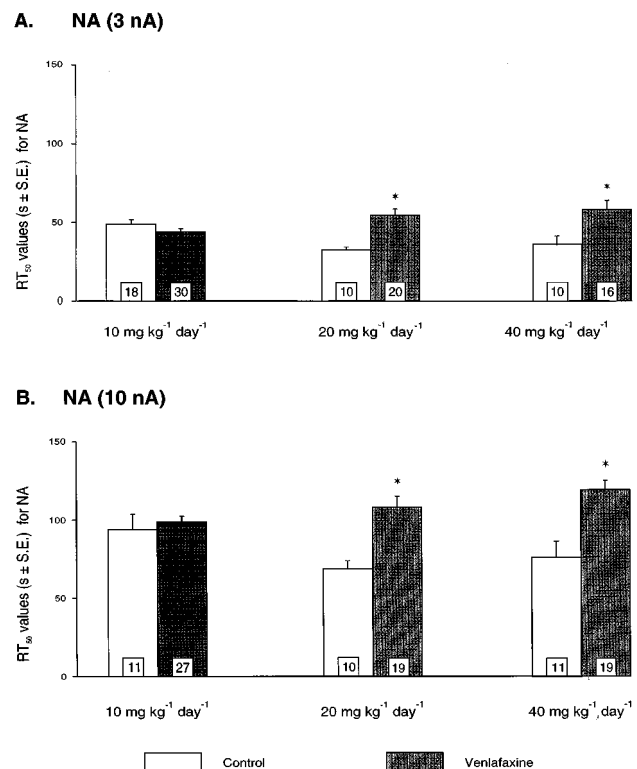 A. NA (3 nA)
RT₅₀ values (s ± S.E.) for NA
150
100
50
0
18 30 10 * 20 10 * 16
10 mg kg⁻¹ day⁻¹ 20 mg kg⁻¹ day⁻¹ 40 mg kg⁻¹ day⁻¹
B. NA (10 nA)
RT₅₀ values (s ± S.E.) for NA
150
100
50
0
11 27 10 * 19 11 * 19
10 mg kg⁻¹ day⁻¹ 20 mg kg⁻¹ day⁻¹ 40 mg kg⁻¹, day⁻¹
Control Venlafaxine